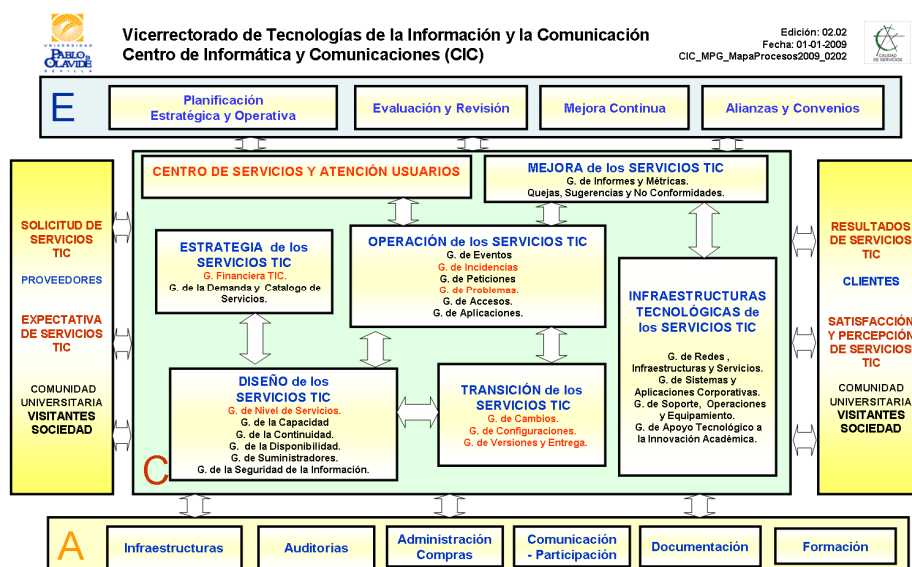 UNIVERSIDAD
PABLO DE
OLAVIDE
SEVILLA
Vicerrectorado de Tecnologías de la Información y la Comunicación
Centro de Informática y Comunicaciones (CIC)
Edición: 02.02
Fecha: 01-01-2009
CIC_MPG_MapaProcesos2009_0202
CALIDAD
DE SERVICIOS
E
Planificación
Estratégica y Operativa
Evaluación y Revisión
Mejora Continua
Alianzas y Convenios
SOLICITUD DE
SERVICIOS
TIC
PROVEEDORES
EXPECTATIVA
DE SERVICIOS
TIC
COMUNIDAD
UNIVERSITARIA
VISITANTES
SOCIEDAD
CENTRO DE SERVICIOS Y ATENCIÓN USUARIOS
MEJORA de los SERVICIOS TIC
G. de Informes y Métricas.
Quejas, Sugerencias y No Conformidades.
ESTRATEGIA de los
SERVICIOS TIC
G. Financiera TIC.
G. de la Demanda y Catalogo de
Servicios.
OPERACIÓN de los SERVICIOS TIC
G. de Eventos
G. de Incidencias
G. de Peticiones
G. de Problemas.
G. de Accesos.
G. de Aplicaciones.
INFRAESTRUCTURAS
TECNOLÓGICAS de
los SERVICIOS TIC
G. de Redes ,
Infraestructuras y Servicios.
G. de Sistemas y
Aplicaciones Corporativas.
G. de Soporte, Operaciones
y Equipamiento.
G. de Apoyo Tecnológico a
la Innovación Académica.
DISEÑO de los
SERVICIOS TIC
G. de Nivel de Servicios.
G. de la Capacidad
G. de la Continuidad.
G. de la Disponibilidad.
G. de Suministradores.
G. de la Seguridad de la Información.
TRANSICIÓN de los
SERVICIOS TIC
G. de Cambios.
G. de Configuraciones.
G. de Versiones y Entrega.
C
RESULTADOS
DE SERVICIOS
TIC
CLIENTES
SATISFACCIÓN
Y PERCEPCIÓN
DE SERVICIOS
TIC
COMUNIDAD
UNIVERSITARIA
VISITANTES
SOCIEDAD
A
Infraestructuras
Auditorias
Administración
Compras
Comunicación
- Participación
Documentación
Formación